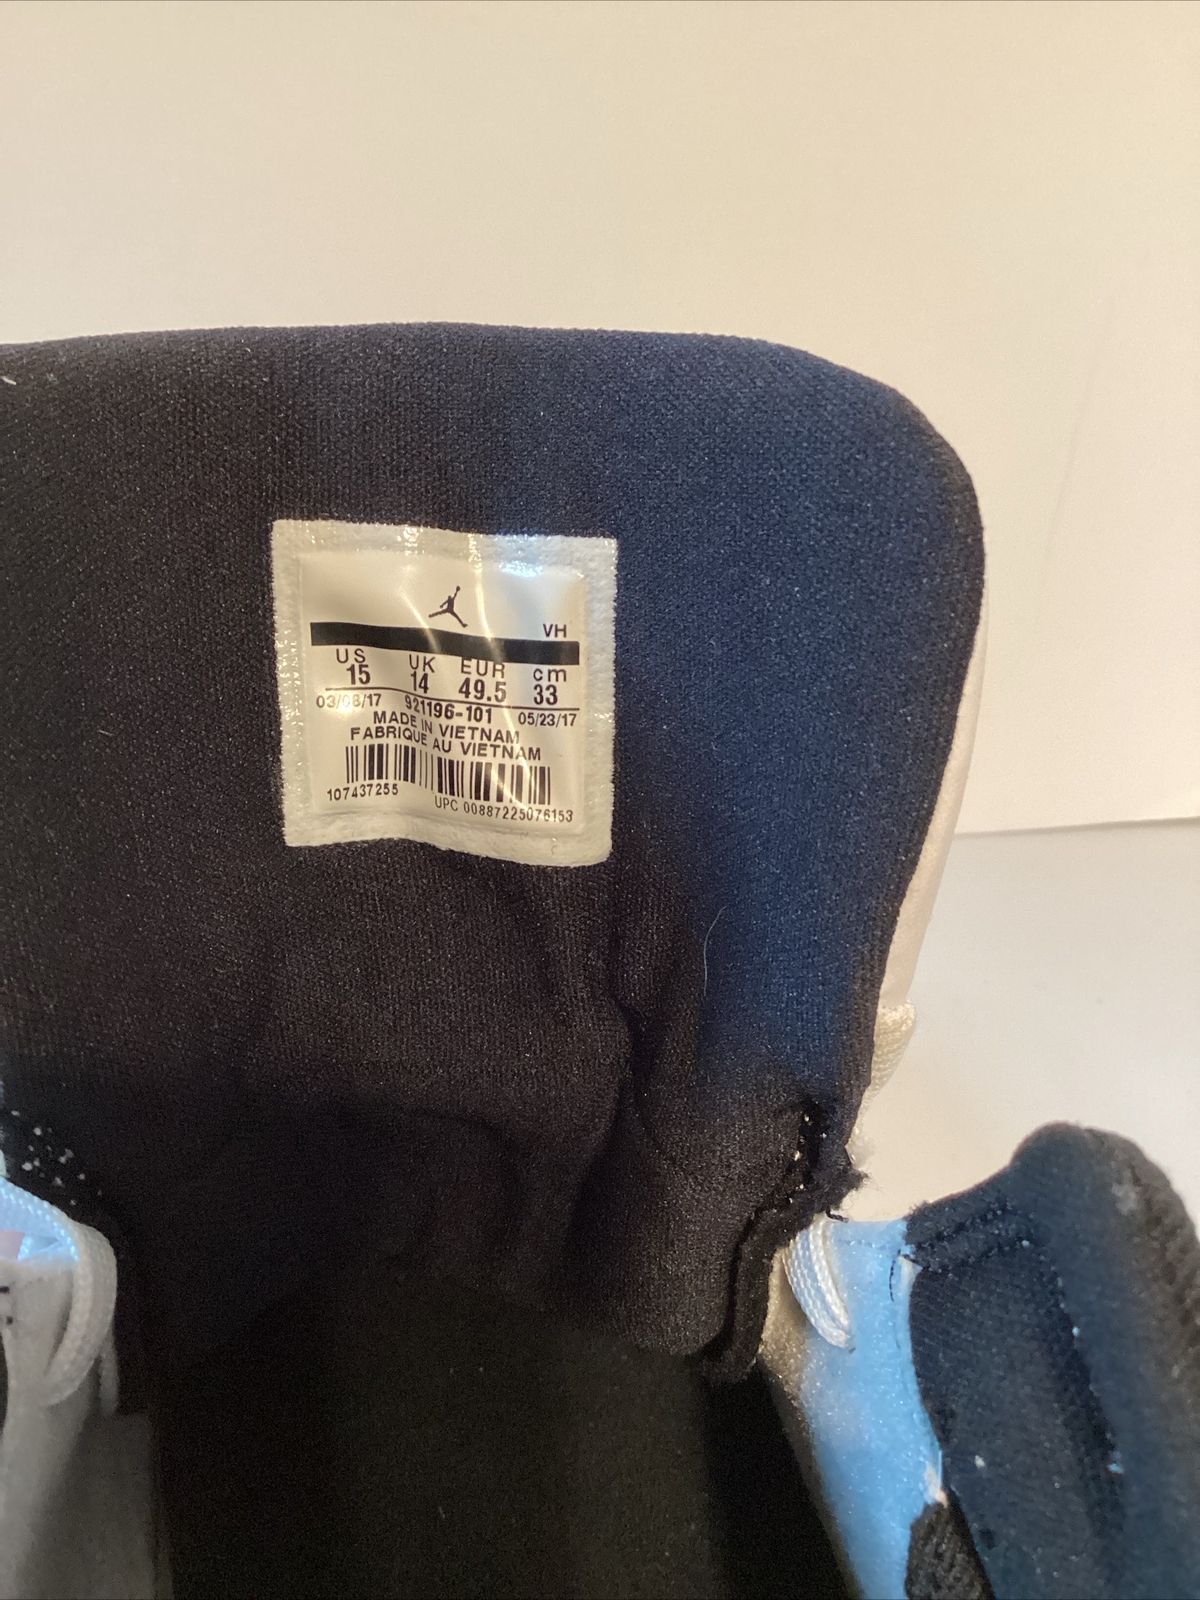 VH
US UK EUR cm
15 14 49.5 33
03/08/17 921196-101 05/23/17
MADE IN VIETNAM
FABRIQUE AU VIETNAM
107437255 UPC 00887225076153